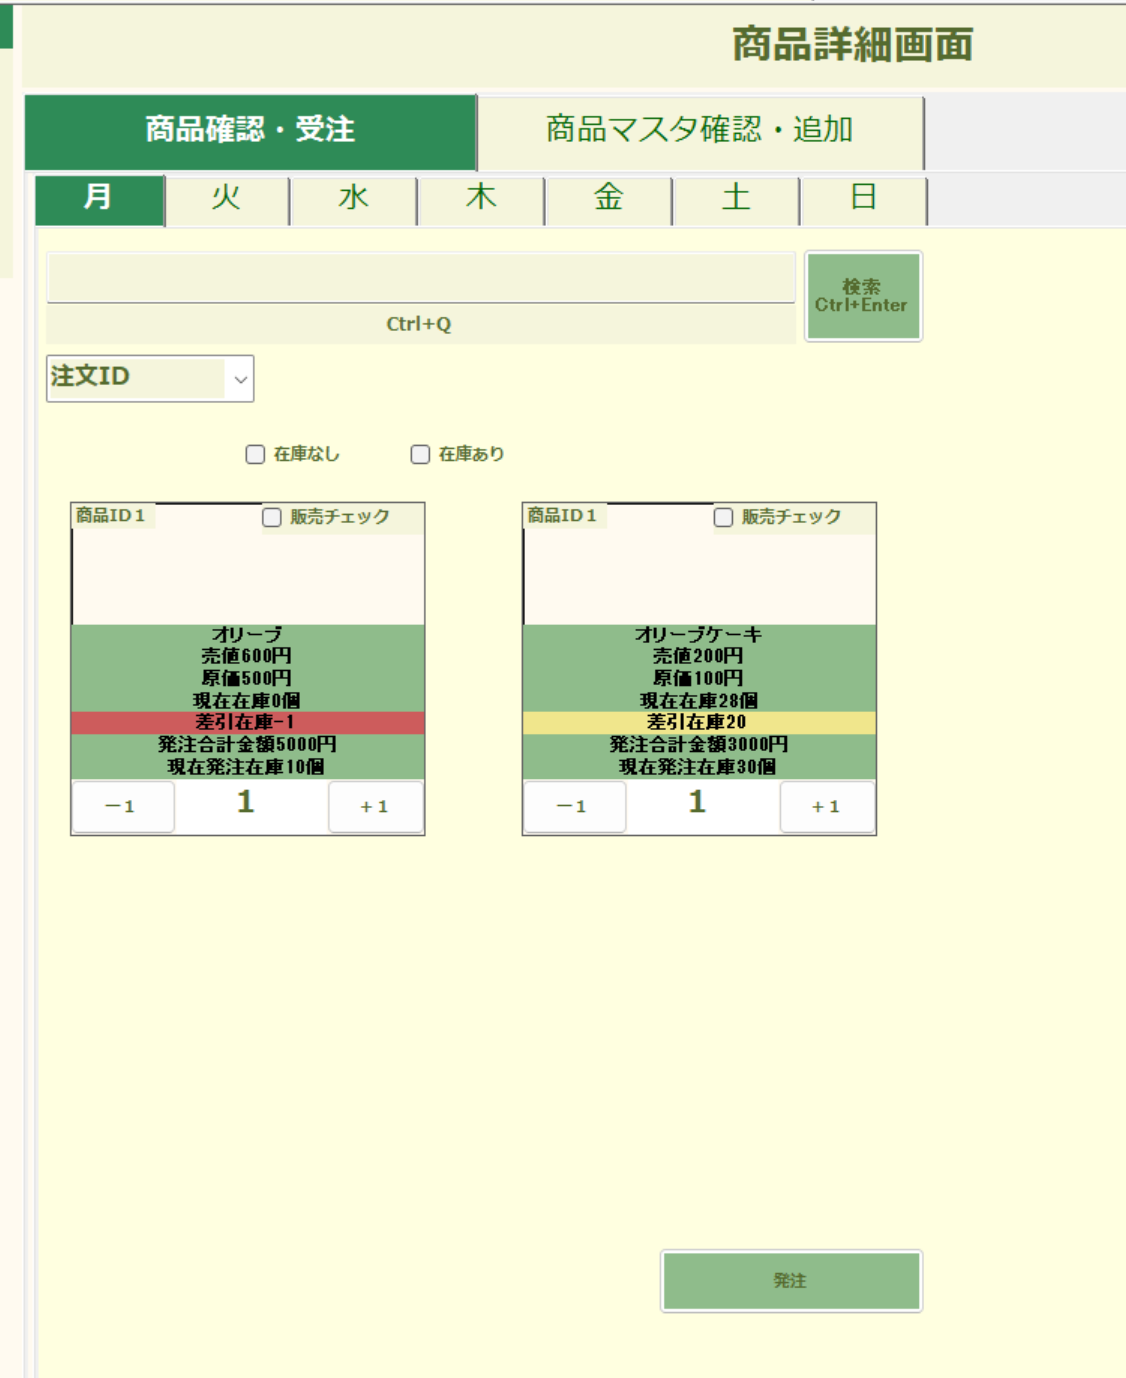 商品詳細画面
商品確認・受注
商品マスタ確認・追加
月
火
水
木
金
土
日
検索
Ctrl+Enter
Ctrl+Q
注文ID
在庫なし
在庫あり
商品ID１
販売チェック
オリーブ
売値600円
原価500円
現在在庫0個
差引在庫-1
発注合計金額5000円
現在発注在庫10個
－1
1
+1
商品ID１
販売チェック
オリーブケーキ
売値200円
原価100円
現在在庫28個
差引在庫20
発注合計金額3000円
現在発注在庫30個
－1
1
+1
発注